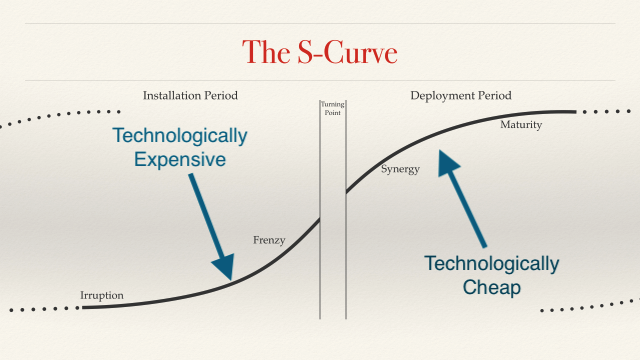 The S-Curve
Installation Period
Turning
Point
Deployment Period
Technologically
Expensive
Maturity
Synergy
Frenzy
Technologically
Cheap
Irruption